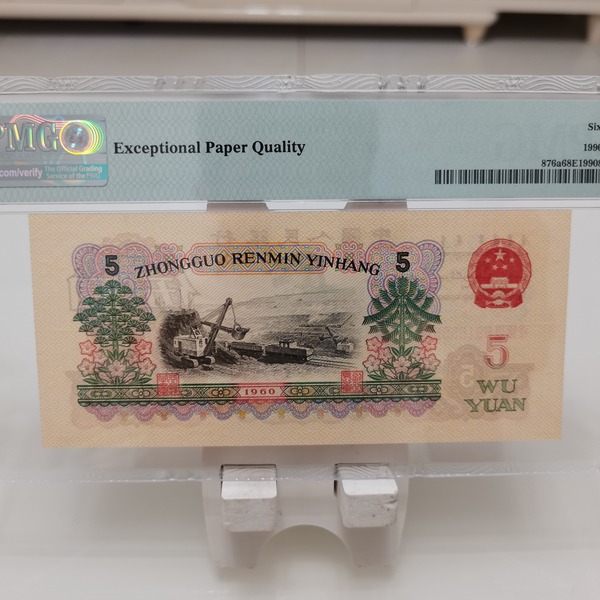 PMG
Six
Exceptional Paper Quality
1990
.com/verify
The Official Grading
Service of the PNG
876a68E19908
5
ZHONGGUO RENMIN YINHANG
5
5
WU
YUAN
1960